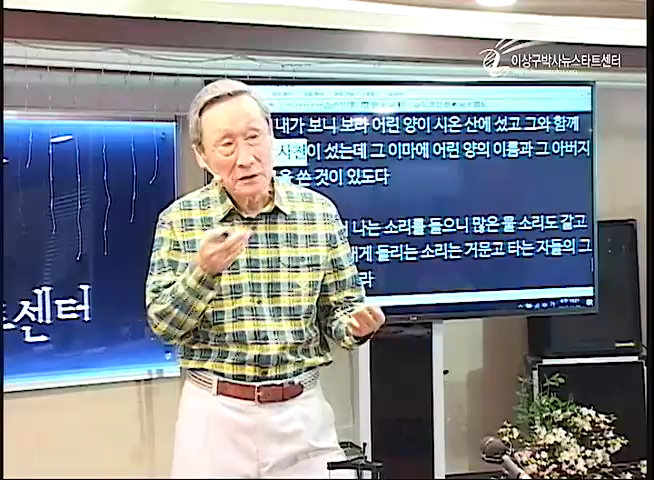 이상구박사뉴스타트센터
내가 보니 보라 어린 양이 시온 산에 섰고 그와 함께
사천이 섰는데 그 이마에 어린 양의 이름과 그 아버지
쓴 것이 있도다
나는 소리를 들으니 많은 물 소리도 같고
들리는 소리는 거문고 타는 자들의 그
트센터